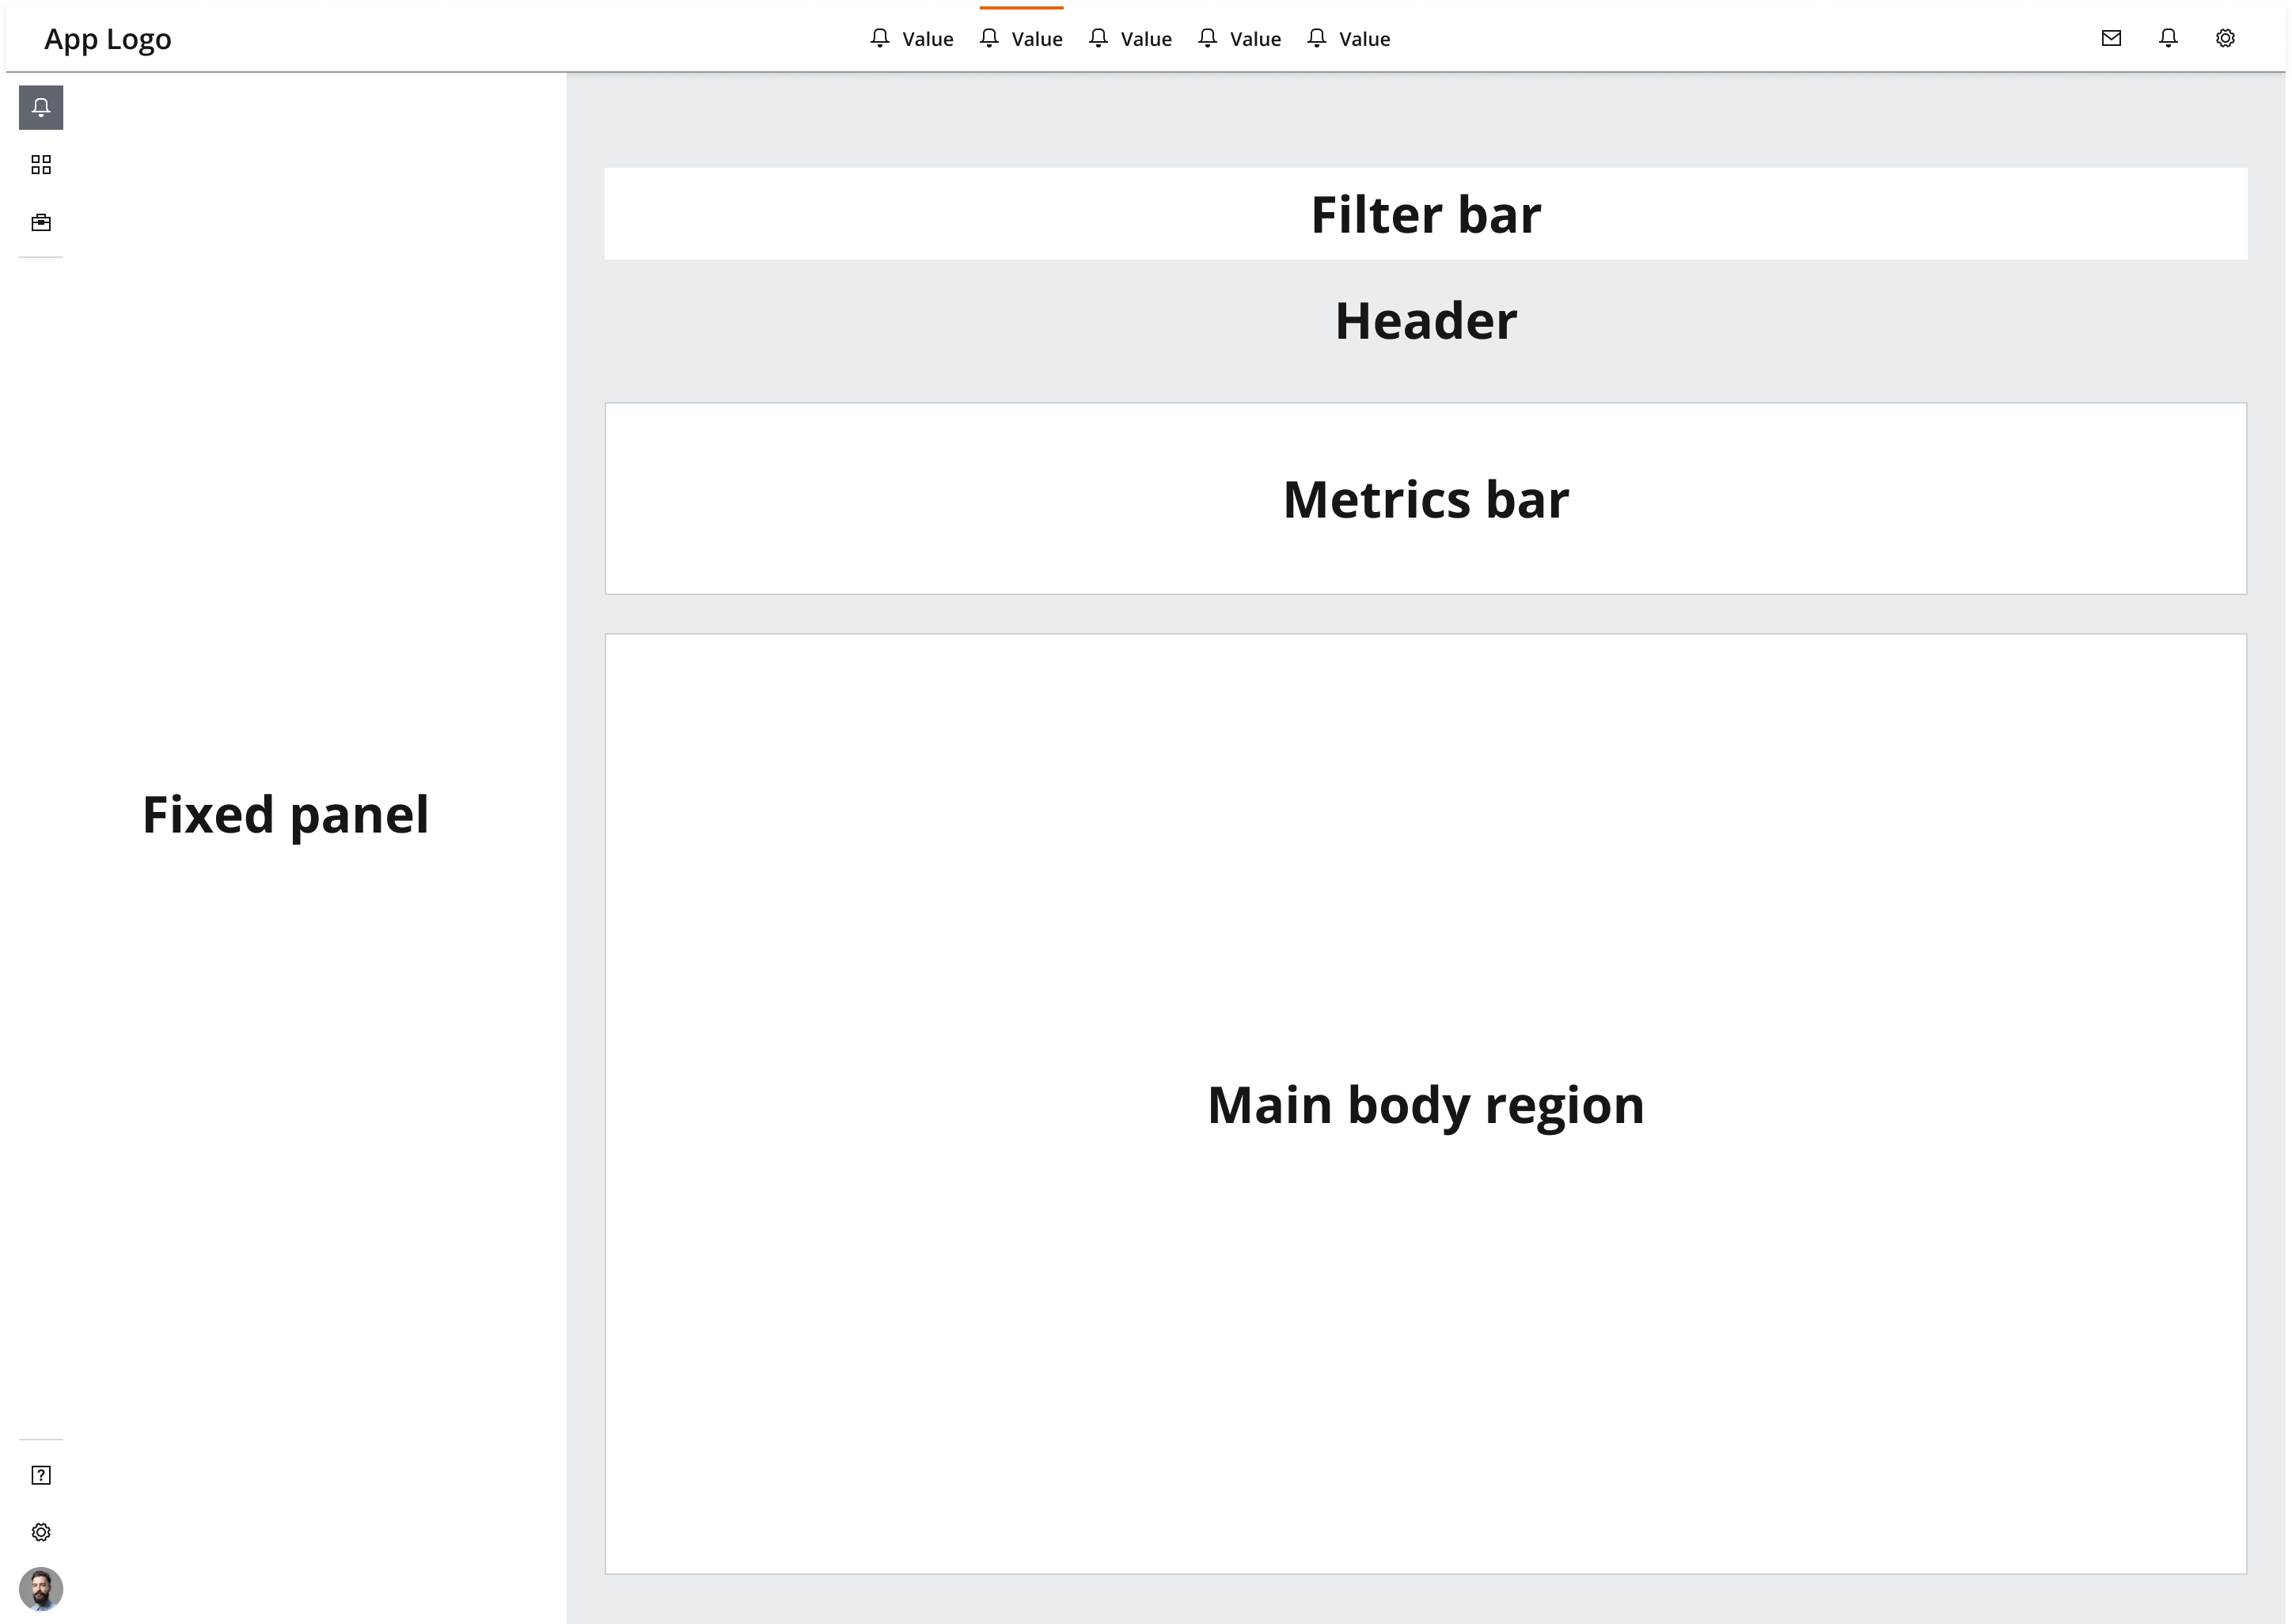 App Logo
Value
Value
Value
Value
Value
Filter bar
Header
Metrics bar
Fixed panel
Main body region
?